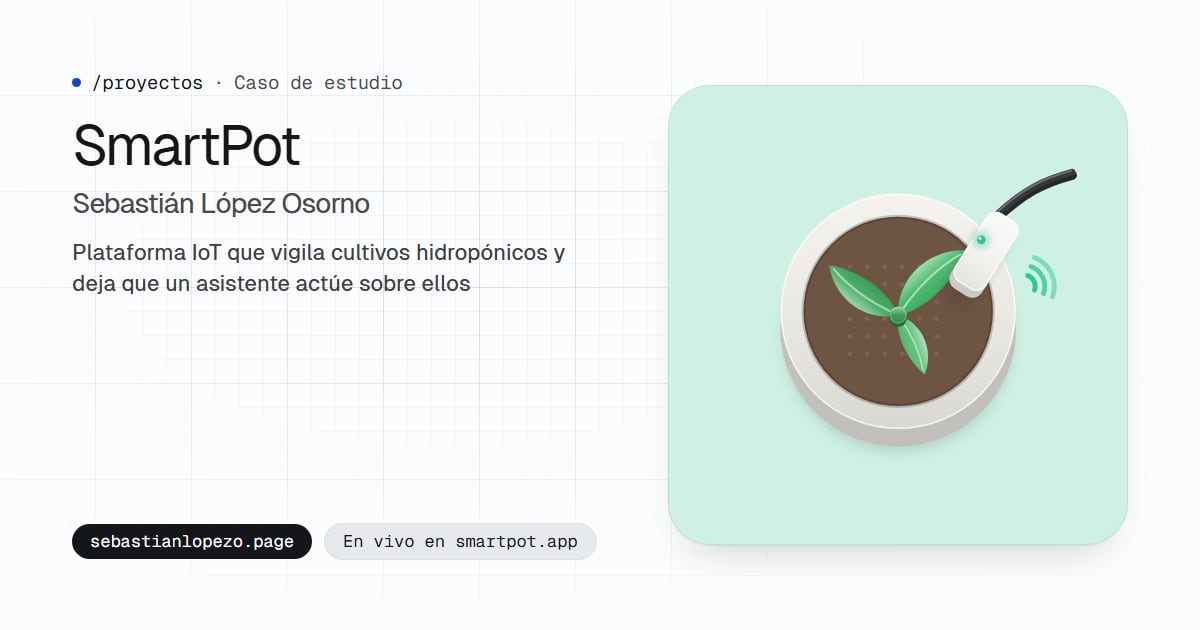 /proyectos · Caso de estudio
SmartPot
Sebastián López Osorno
Plataforma IoT que vigila cultivos hidropónicos y
deja que un asistente actúe sobre ellos
sebastianlopezo.page
En vivo en smartpot.app